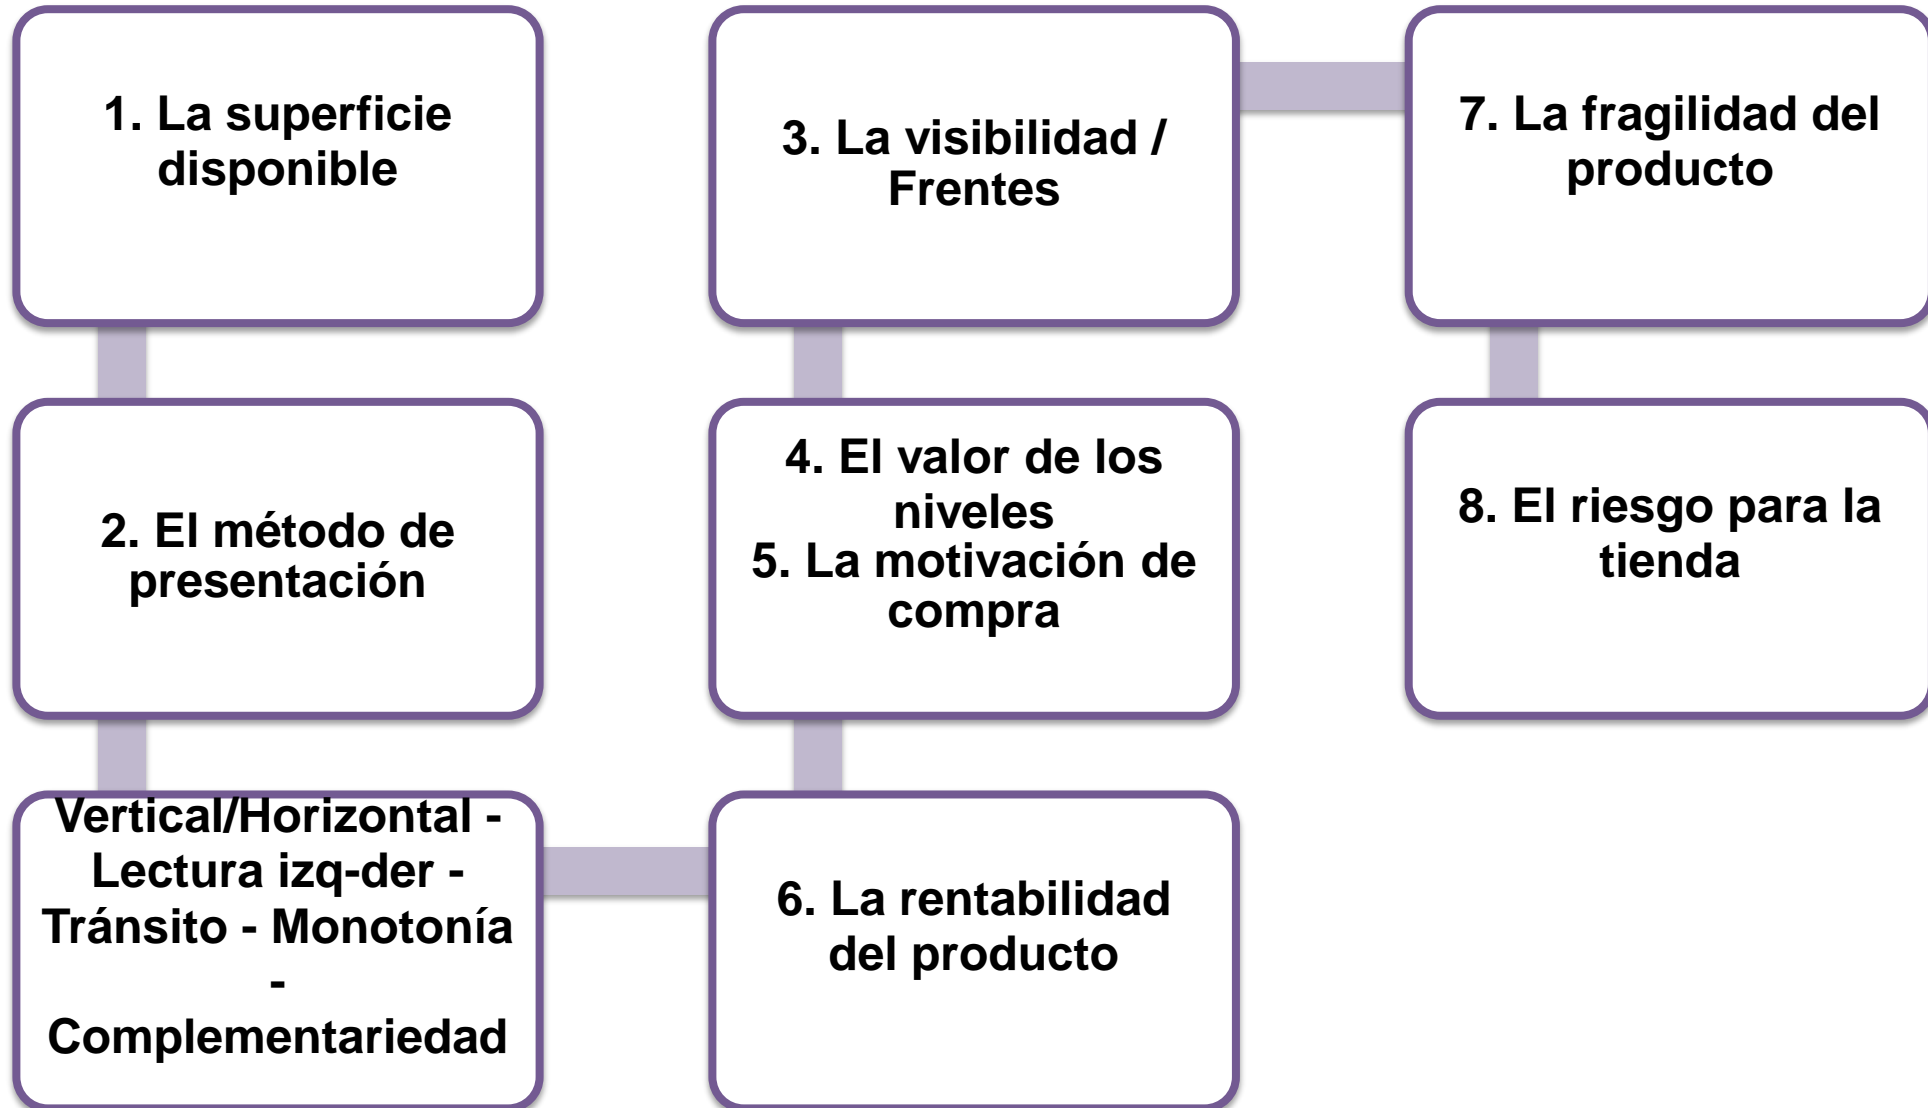 1. La superficie
disponible
2. El método de
presentación
Vertical/Horizontal -
Lectura izq-der -
Tránsito - Monotonía
-
Complementariedad
3. La visibilidad /
Frentes
4. El valor de los
niveles
5. La motivación de
compra
6. La rentabilidad
del producto
7. La fragilidad del
producto
8. El riesgo para la
tienda